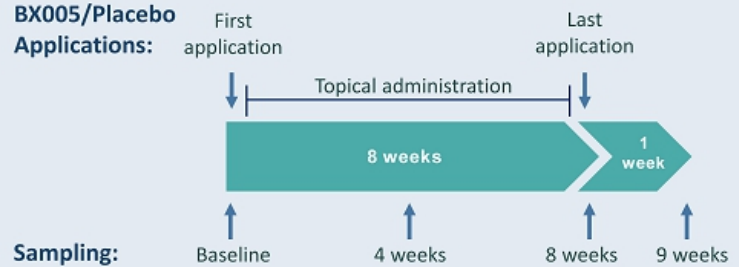 BX005/Placebo
Applications:
First
application
Last
application
Topical administration
8 weeks
1
week
Sampling:
Baseline
4 weeks
8 weeks
9 weeks